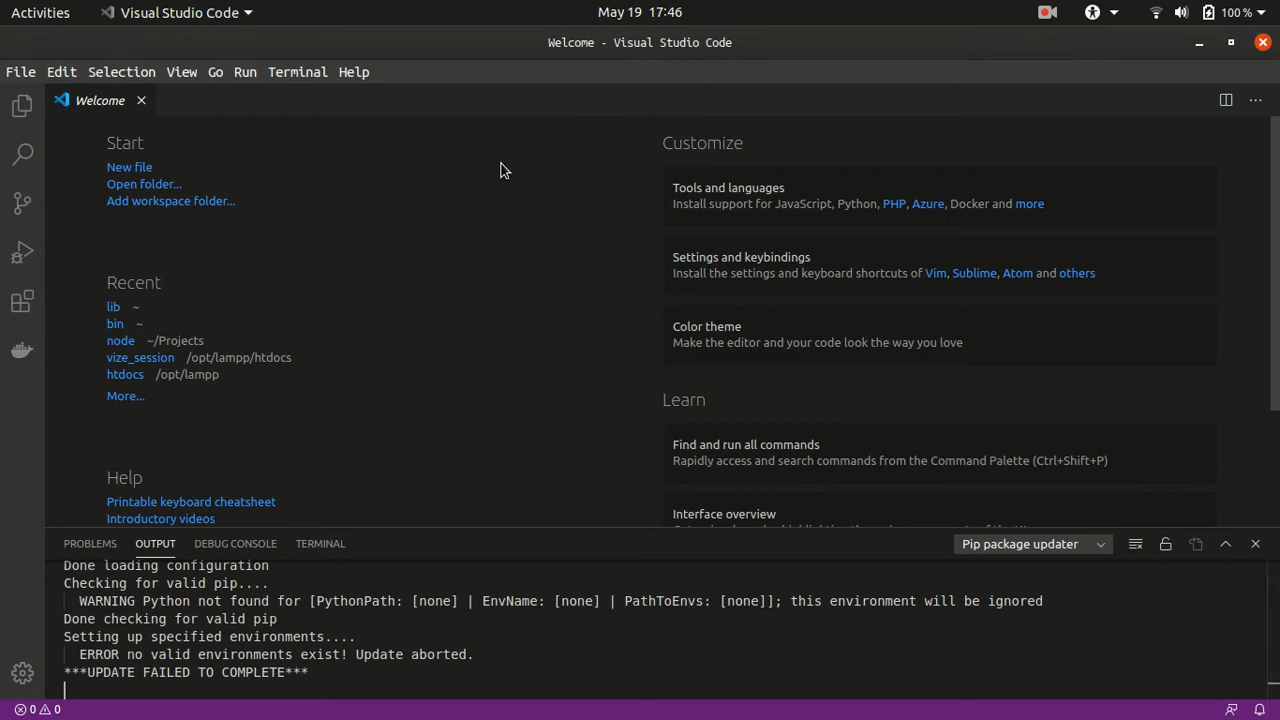 Activities
Visual Studio Code
May 19 17:46
100 %
Welcome - Visual Studio Code
File Edit Selection View Go Run Terminal Help
Welcome
Start
New file
Open folder...
Add workspace folder...
Recent
lib ~
bin ~
node ~/Projects
vize_session /opt/lampp/htdocs
htdocs /opt/lampp
More...
Help
Printable keyboard cheatsheet
Introductory videos
Customize
Tools and languages
Install support for JavaScript, Python, PHP, Azure, Docker and more
Settings and keybindings
Install the settings and keyboard shortcuts of Vim, Sublime, Atom and others
Color theme
Make the editor and your code look the way you love
Learn
Find and run all commands
Rapidly access and search commands from the Command Palette (Ctrl+Shift+P)
Interface overview
PROBLEMS OUTPUT DEBUG CONSOLE TERMINAL
Pip package updater
Done loading configuration
Checking for valid pip....
WARNING Python not found for [PythonPath: [none] | EnvName: [none] | PathToEnvs: [none]]; this environment will be ignored
Done checking for valid pip
Setting up specified environments....
ERROR no valid environments exist! Update aborted.
***UPDATE FAILED TO COMPLETE***
0 0